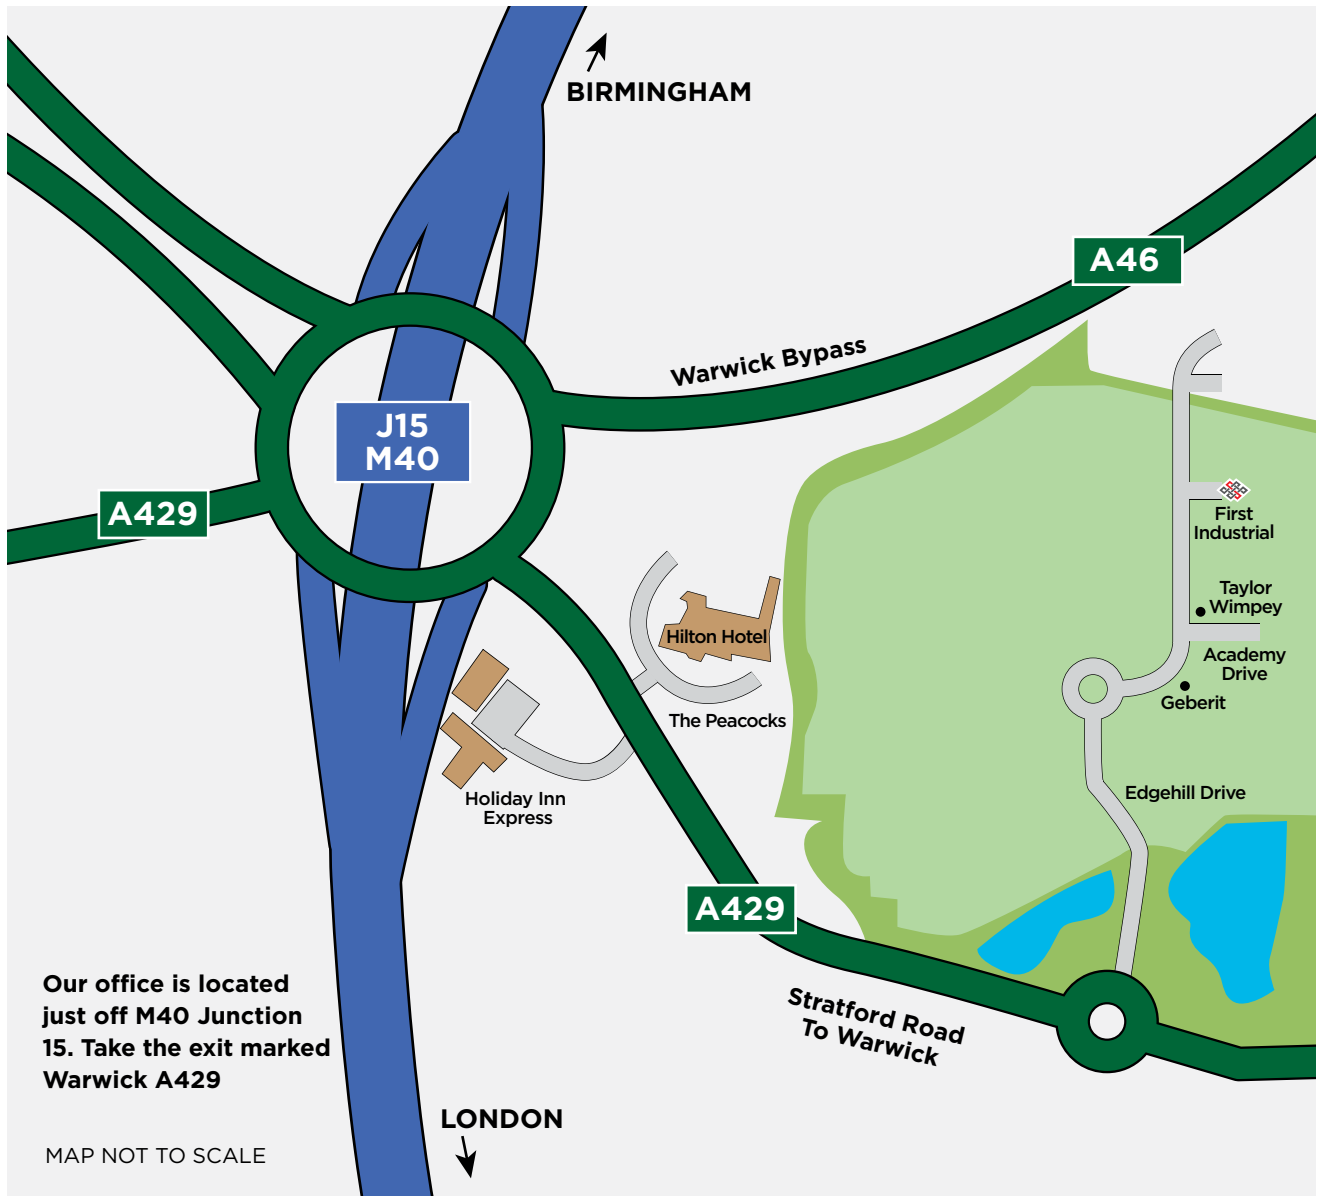 BIRMINGHAM
A46
Warwick Bypass
J15
M40
A429
First
Industrial
Taylor
Wimpey
Hilton Hotel
Academy
Drive
Geberit
The Peacocks
Edgehill Drive
Holiday Inn
Express
A429
Our office is located
just off M40 Junction
15. Take the exit marked
Warwick A429
Stratford Road
To Warwick
LONDON
MAP NOT TO SCALE